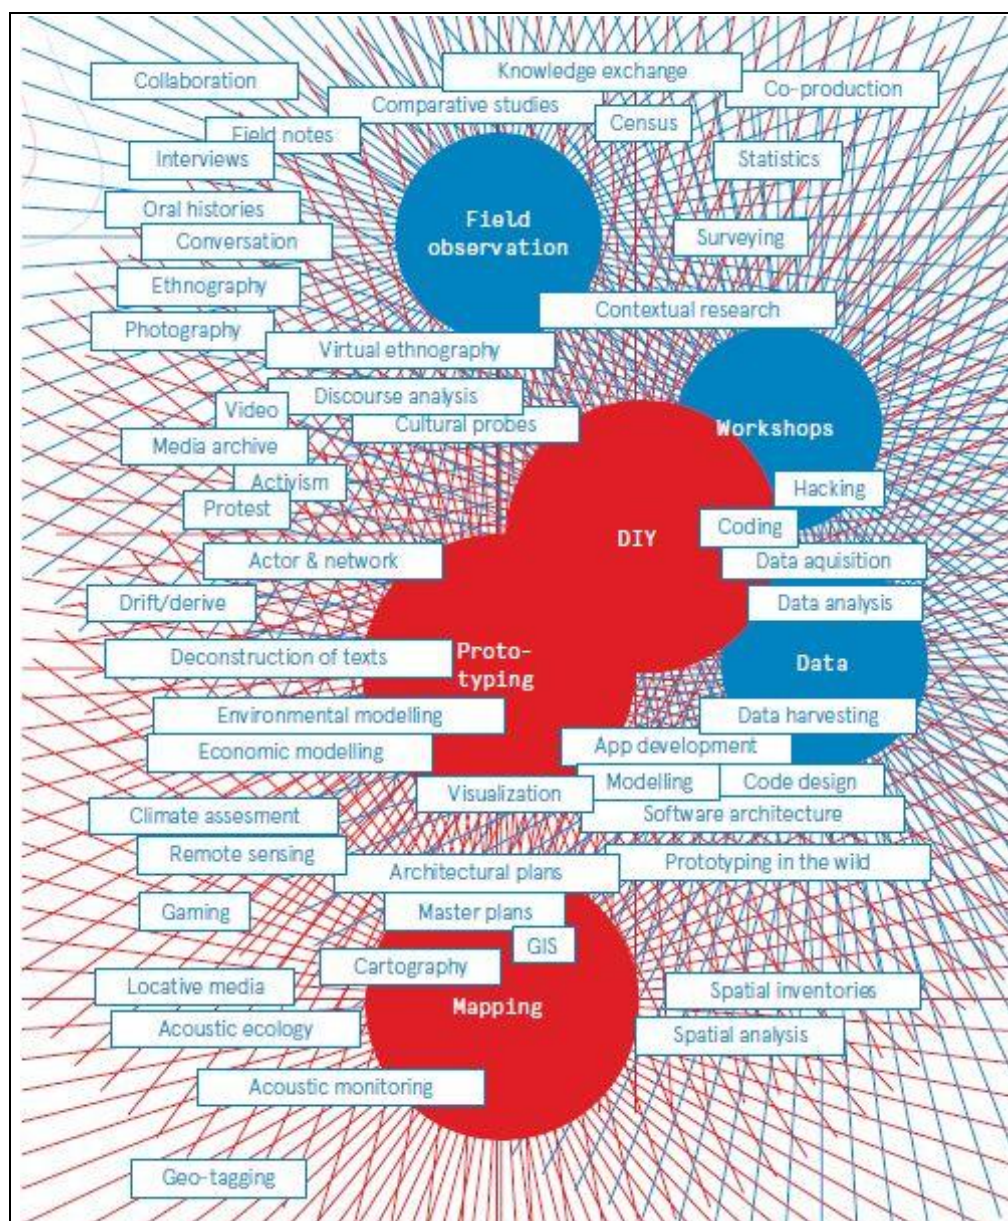 Knowledge exchange
Collaboration
Co-production
Comparative studies
Census
Field notes
Interviews
Statistics
Oral histories
Field
observation
Conversation
Surveying
Ethnography
Contextual research
Photography
Virtual ethnography
Discourse analysis
Video
Cultural probes
Workshops
Media archive
Activism
Hacking
Protest
Coding
DIY
Actor & network
Data aquisition
Drift/derive
Data analysis
Deconstruction of texts
Proto-
typing
Data
Environmental modelling
Data harvesting
Economic modelling
App development
Modelling
Code design
Visualization
Climate assesment
Software architecture
Remote sensing
Prototyping in the wild
Architectural plans
Gaming
Master plans
GIS
Cartography
Locative media
Spatial inventories
Mapping
Acoustic ecology
Spatial analysis
Acoustic monitoring
Geo-tagging